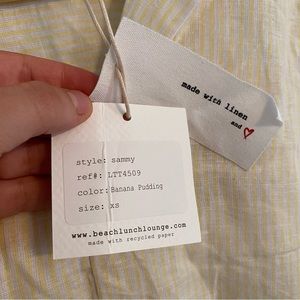 made with linen
and
style: sammy
ref#: LTT4509
color: Banana Pudding
size: xs
www.beachlunchlounge.com
made with recycled paper